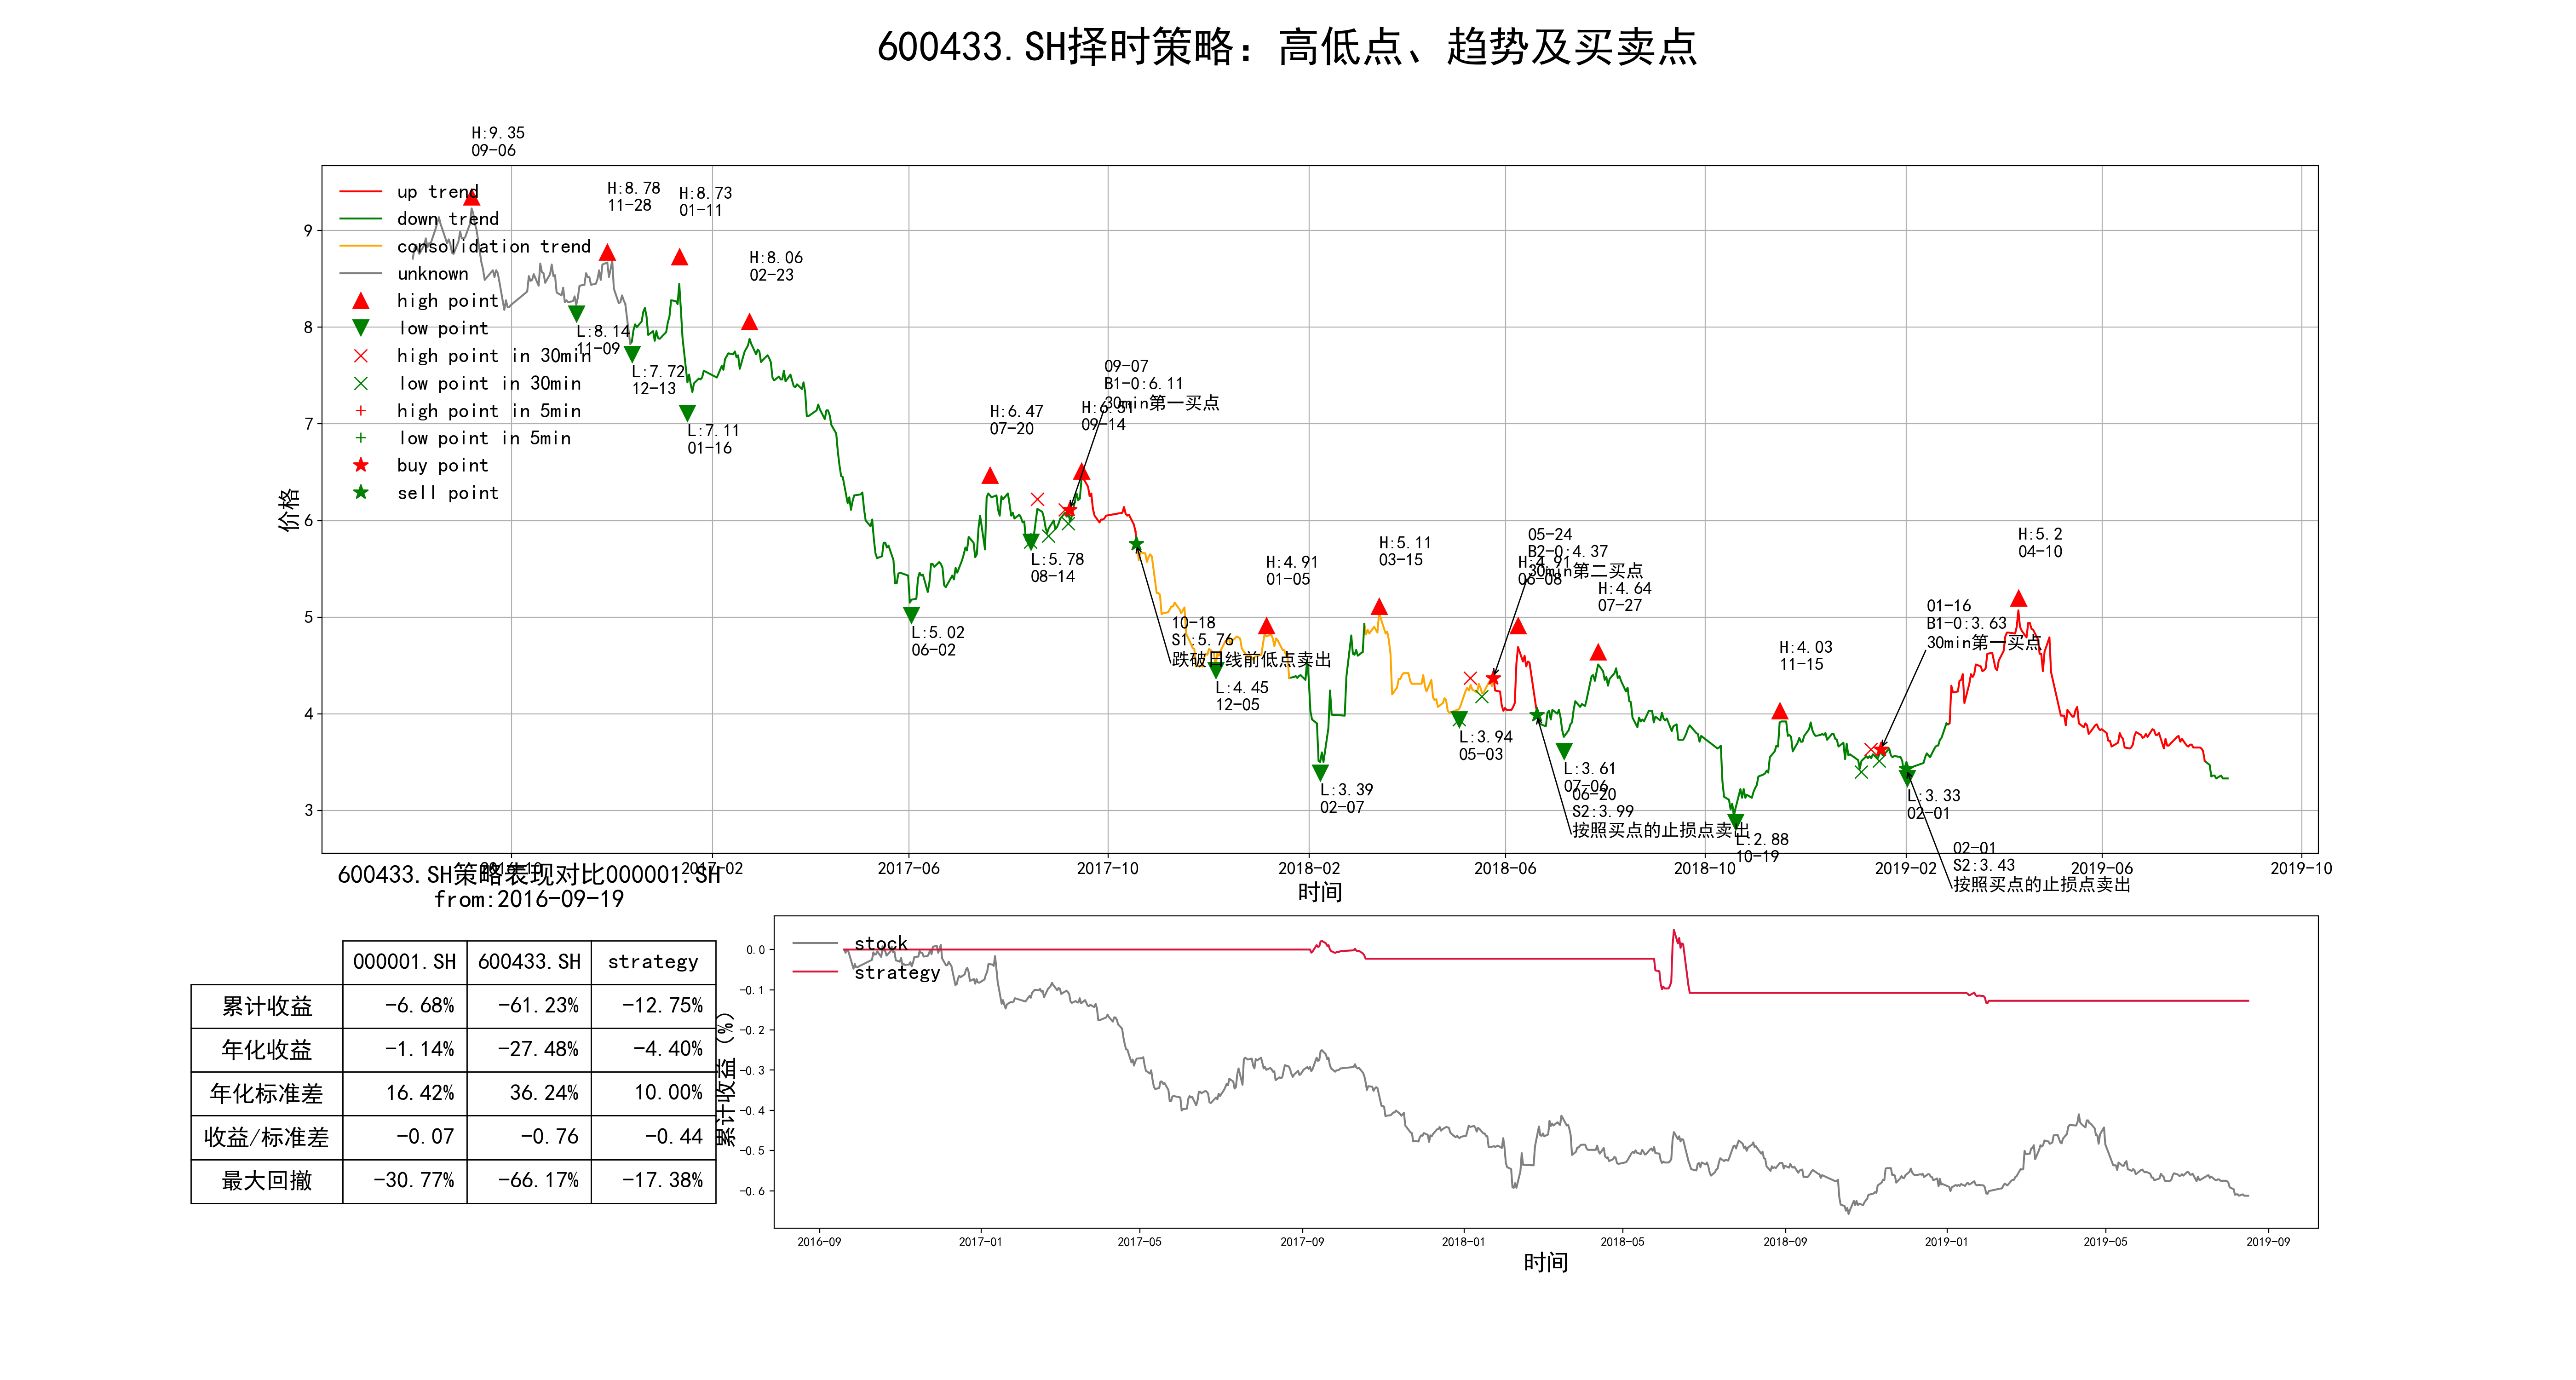 600433.SH择时策略：高低点、趋势及买卖点
H:9.35
09-06
up trend
down trend
consolidation trend
unknown
high point
low point
high point in 30min
low point in 30min
high point in 5min
low point in 5min
buy point
sell point
H:8.78
11-28
H:8.73
01-11
H:8.06
02-23
L:8.14
11-09
L:7.72
12-13
L:7.11
01-16
09-07
B1-0:6.11
30min第一买点
H:6.47
07-20
H:6.51
09-14
L:5.78
08-14
L:5.02
06-02
10-18
S1:5.76
跌破日线前低点卖出
L:4.45
12-05
H:4.91
01-05
H:5.11
03-15
L:3.39
02-07
05-24
B2-0:4.37
30min第二买点
H:4.91
06-08
H:4.64
07-27
L:3.94
05-03
L:3.61
07-06
06-20
S2:3.99
按照买点的止损点卖出
H:4.03
11-15
L:2.88
10-19
01-16
B1-0:3.63
30min第一买点
H:5.2
04-10
L:3.33
02-01
02-01
S2:3.43
按照买点的止损点卖出
价格
9
8
7
6
5
4
3
2016-10
2017-02
2017-06
2017-10
2018-02
2018-06
2018-10
2019-02
2019-06
2019-10
时间
600433.SH策略表现对比000001.SH
from:2016-09-19
000001.SH 600433.SH strategy
累计收益 -6.68% -61.23% -12.75%
年化收益 -1.14% -27.48% -4.40%
年化标准差 16.42% 36.24% 10.00%
收益/标准差 -0.07 -0.76 -0.44
最大回撤 -30.77% -66.17% -17.38%
累计收益（%）
stock
strategy
0.0
-0.1
-0.2
-0.3
-0.4
-0.5
-0.6
2016-09
2017-01
2017-05
2017-09
2018-01
2018-05
2018-09
2019-01
2019-05
2019-09
时间